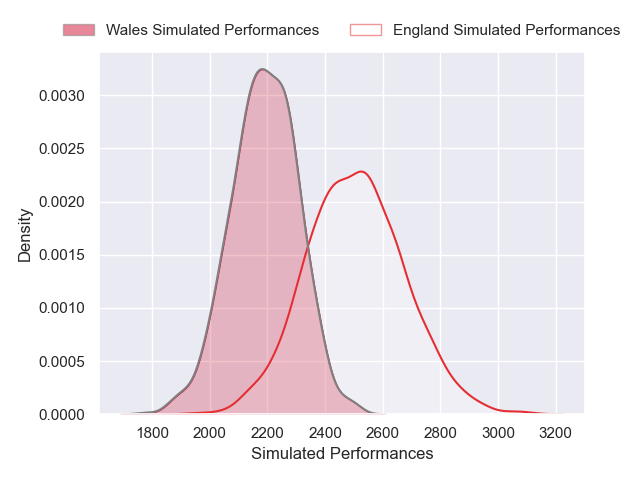 Wales Simulated Performances England Simulated Performances
0.0030
0.0025
0.0020
0.0015
0.0010
0.0005
0.0000
Density
1800 2000 2200 2400 2600 2800 3000 3200
Simulated Performances